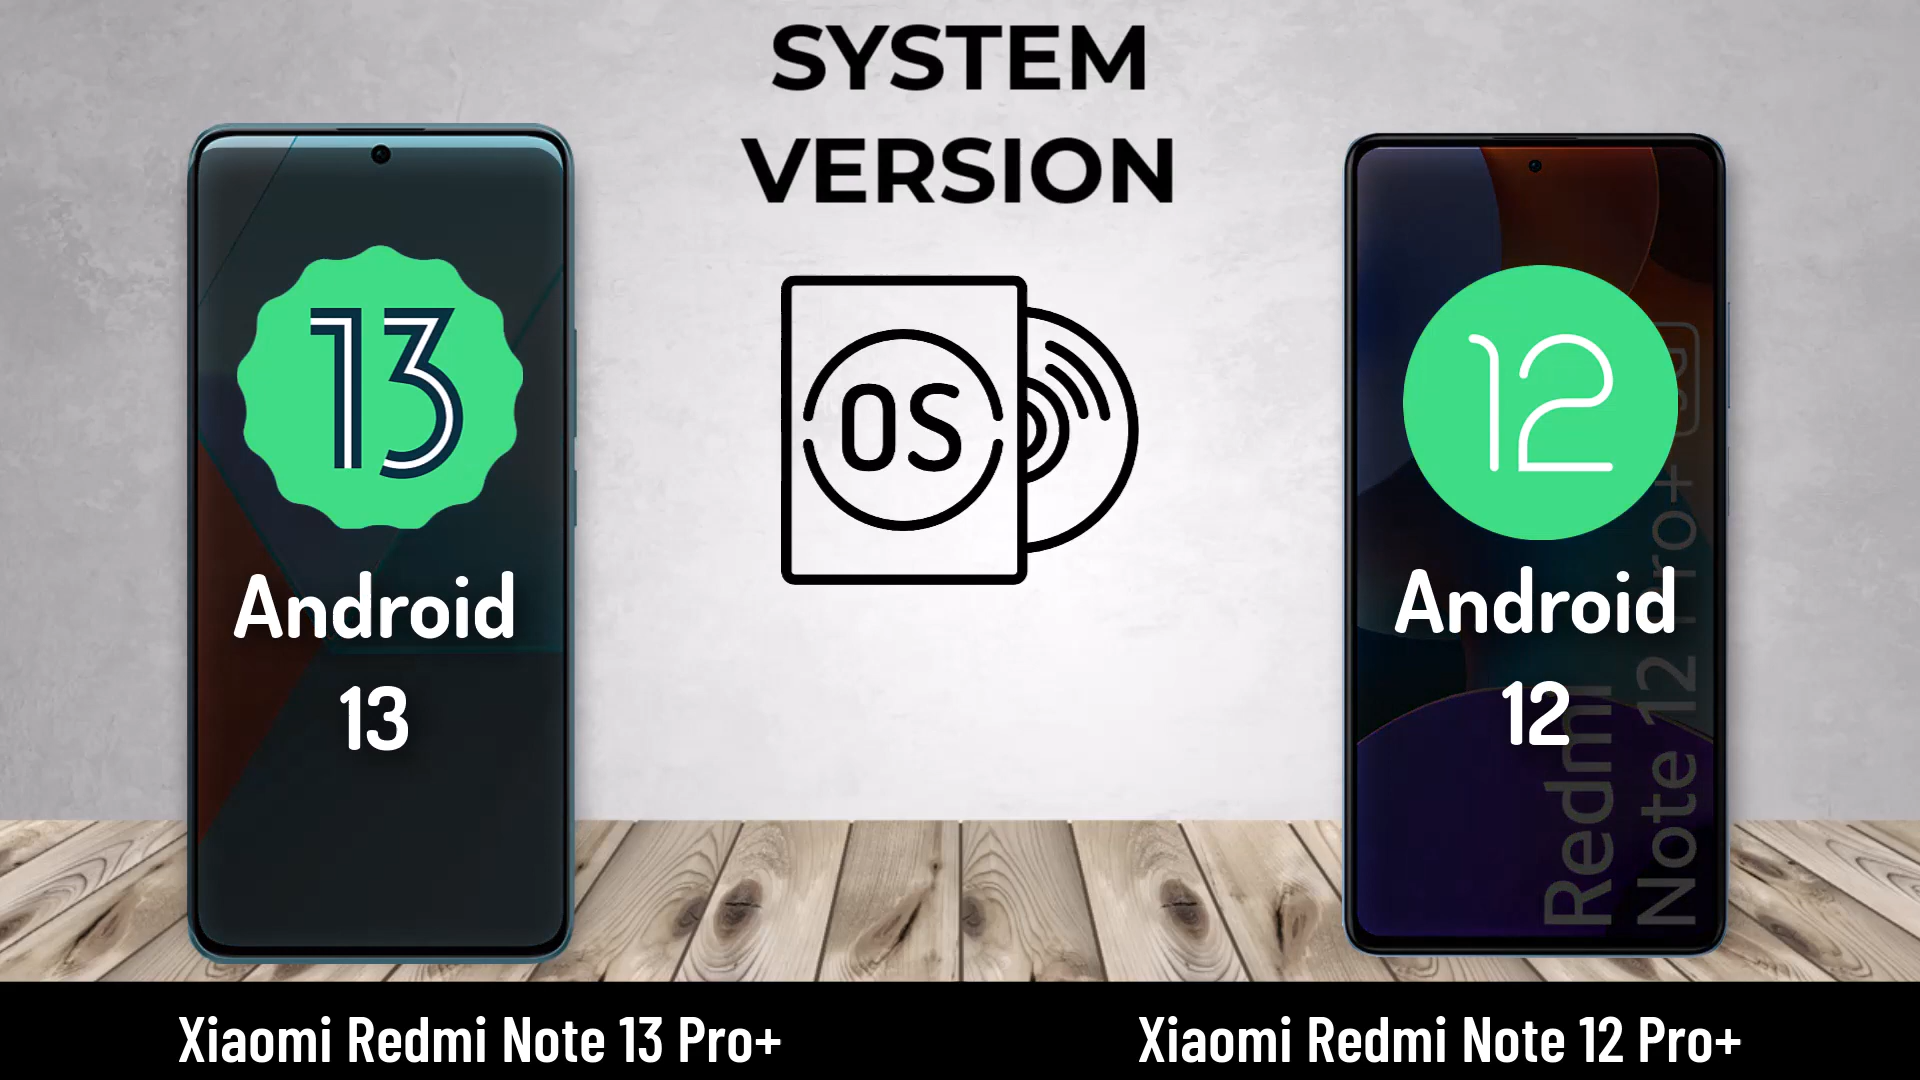 SYSTEM
VERSION
13
Android
13
OS
12
Android
12
Redmi
Note 12 Pro+
Xiaomi Redmi Note 13 Pro+
Xiaomi Redmi Note 12 Pro+